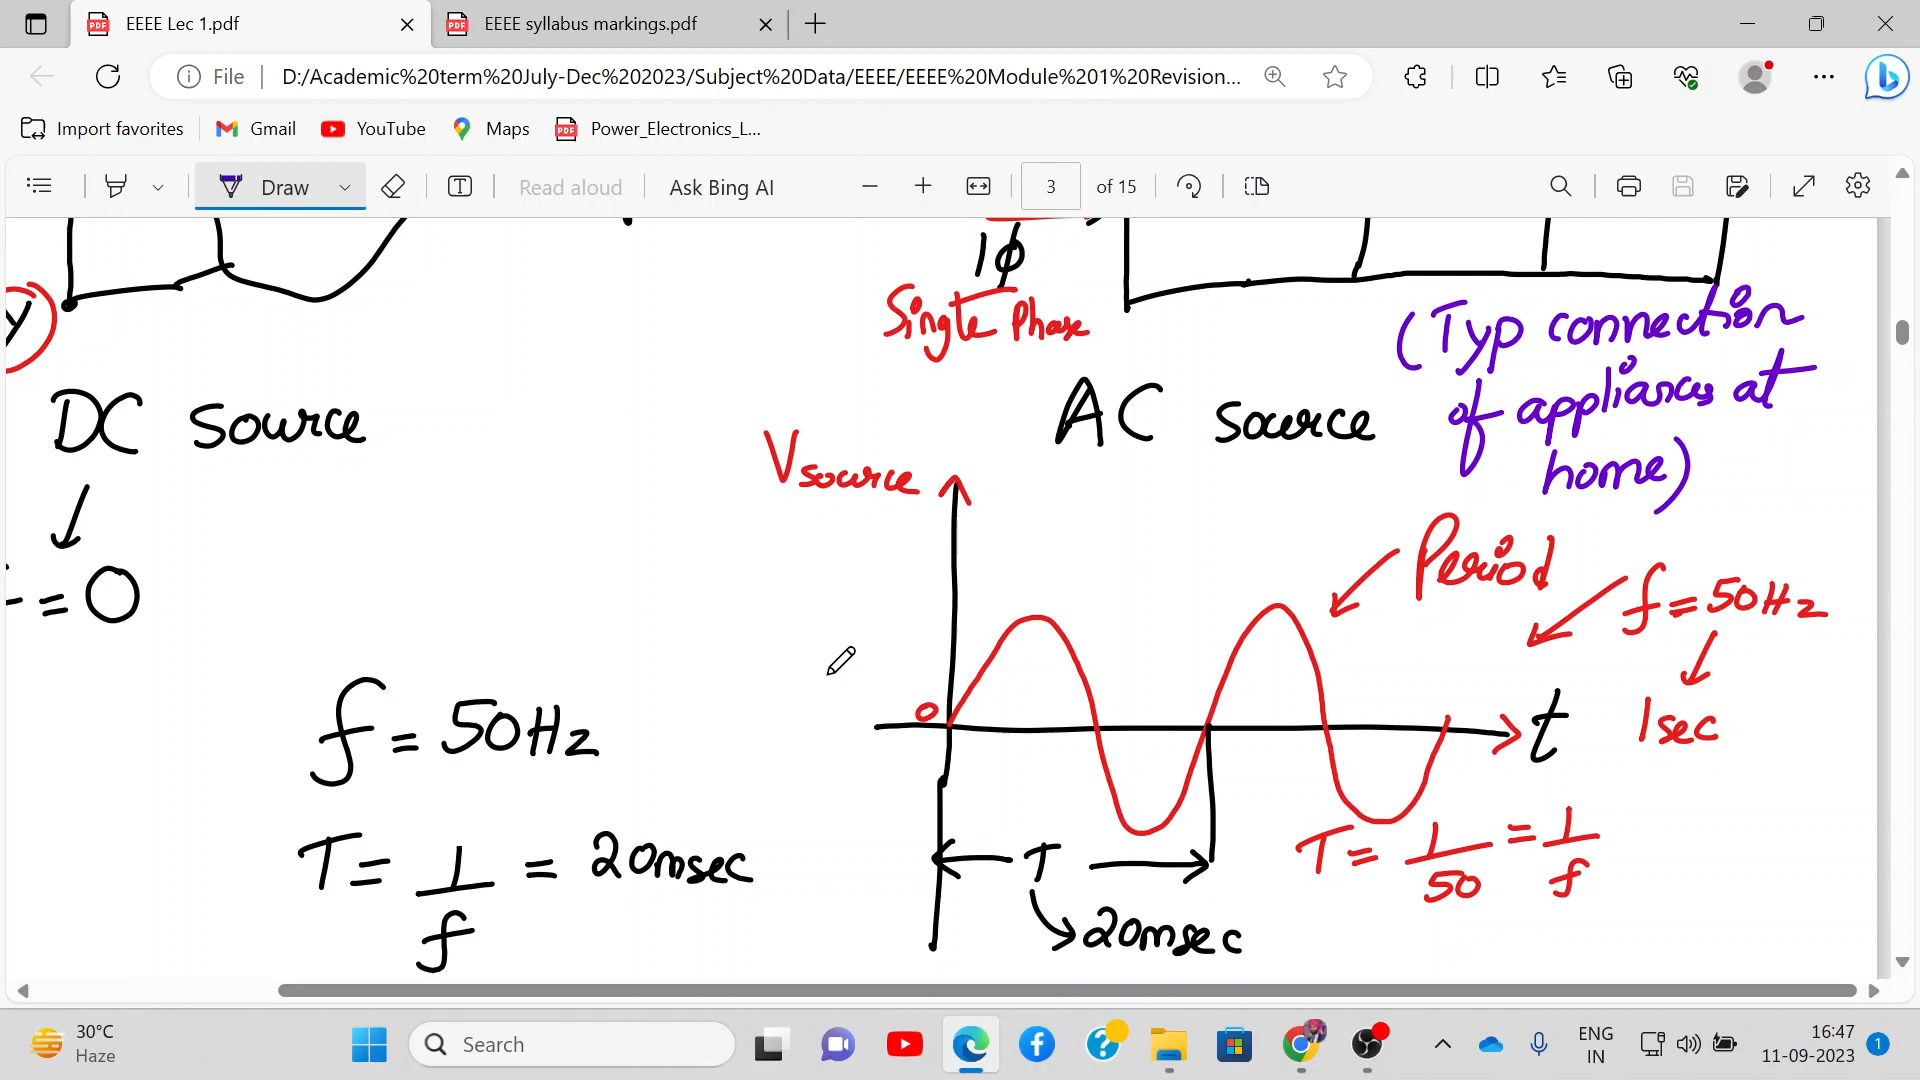 EEEE Lec 1.pdf
EEEE syllabus markings.pdf
File
D:/Academic%20term%20July-Dec%202023/Subject%20Data/EEEE/EEEE%20Module%201%20Revision...
Import favorites
Gmail
YouTube
Maps
Power_Electronics_L...
Draw
Read aloud
Ask Bing AI
3 of 15
1ϕ
Single Phase
(Typ connection
of appliances at
home)
DC Source
AC Source
Vsource
= 0
Period
f = 50Hz
1sec
0
t
f = 50Hz
T = 1/f = 20msec
T
20msec
T = 1/50 = 1/f
30°C
Haze
Search
ENG
IN
16:47
11-09-2023
1